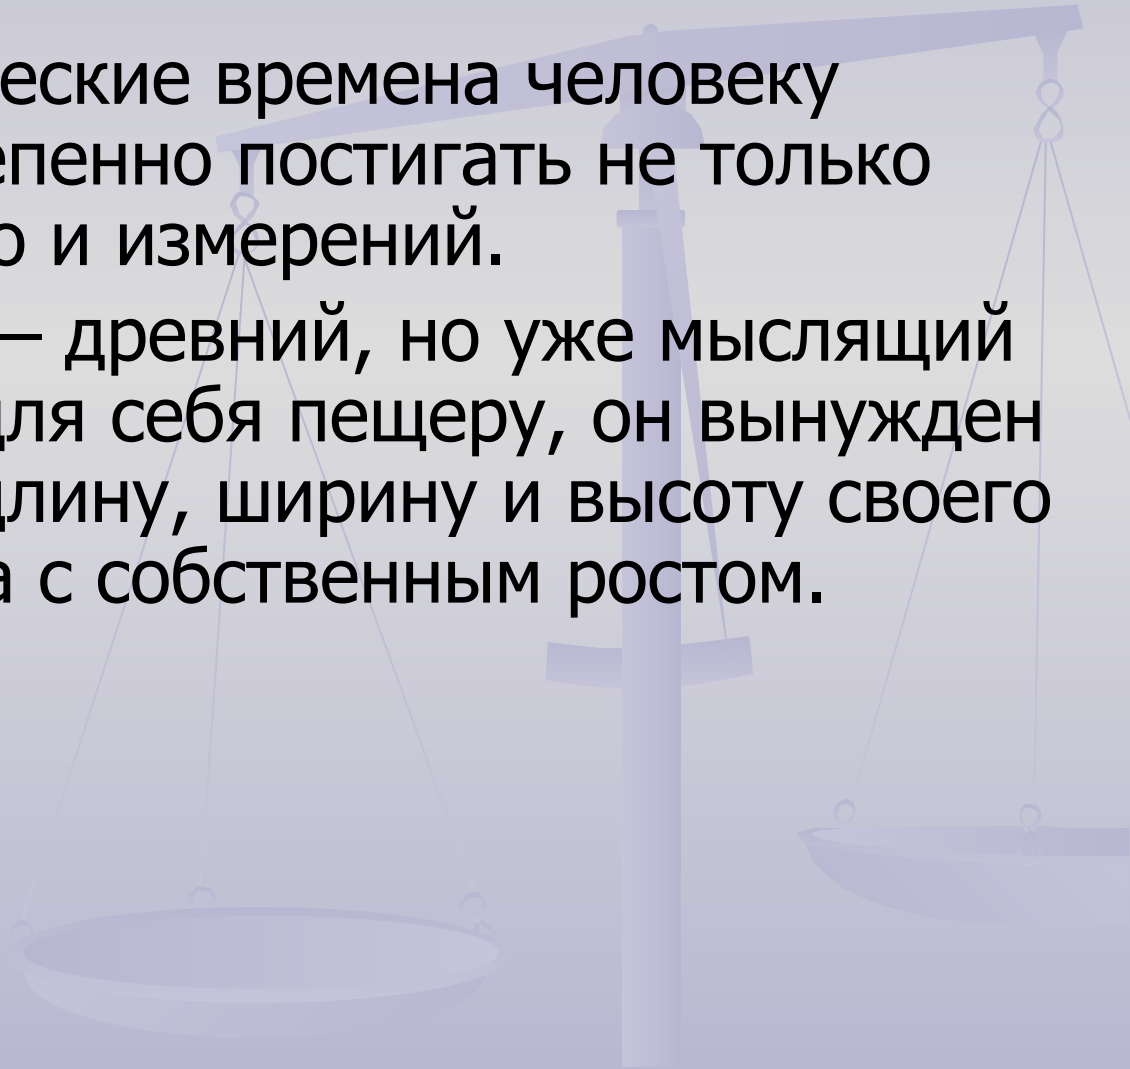 еские времена человеку
епенно постигать не только
о и измерений.
— древний, но уже мыслящий
для себя пещеру, он вынужден
длину, ширину и высоту своего
а с собственным ростом.